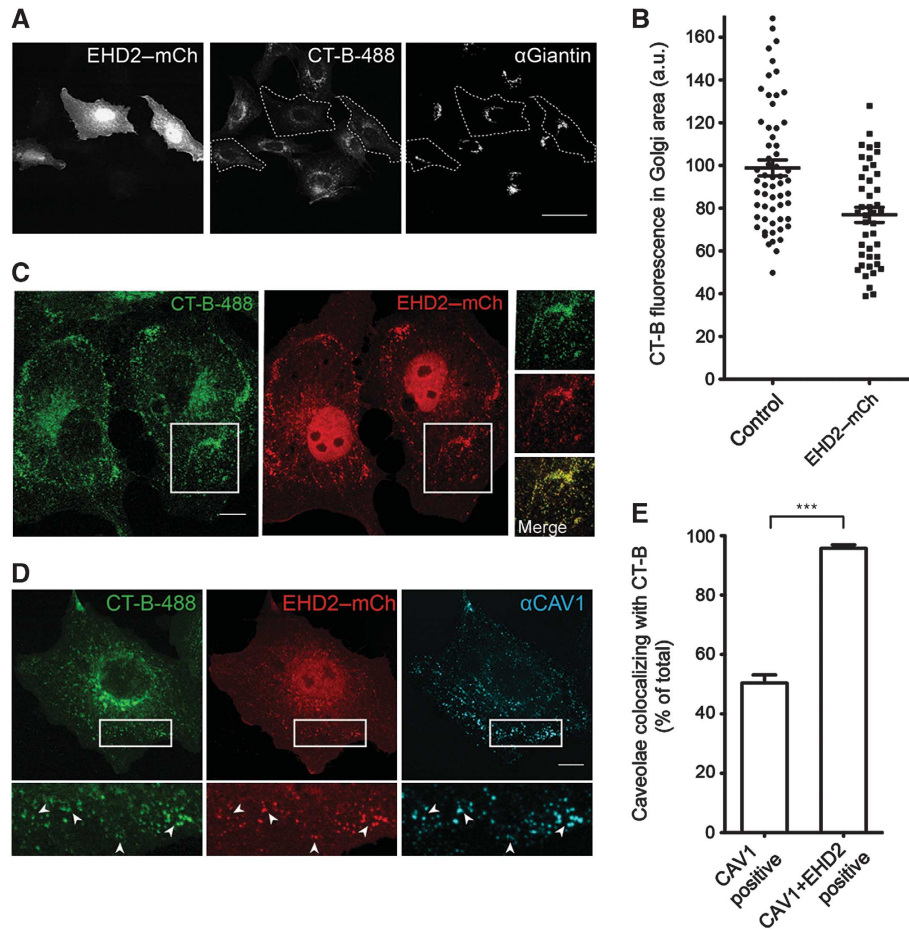 A
EHD2–mCh
CT-B-488
αGiantin
B
CT-B fluorescence in Golgi area (a.u.)
160
140
120
100
80
60
40
20
0
Control
EHD2–mCh
C
CT-B-488
EHD2–mCh
Merge
D
CT-B-488
EHD2–mCh
αCAV1
E
***
Caveolae colocalizing with CT-B
(% of total)
100
80
60
40
20
0
CAV1
positive
CAV1+EHD2
positive